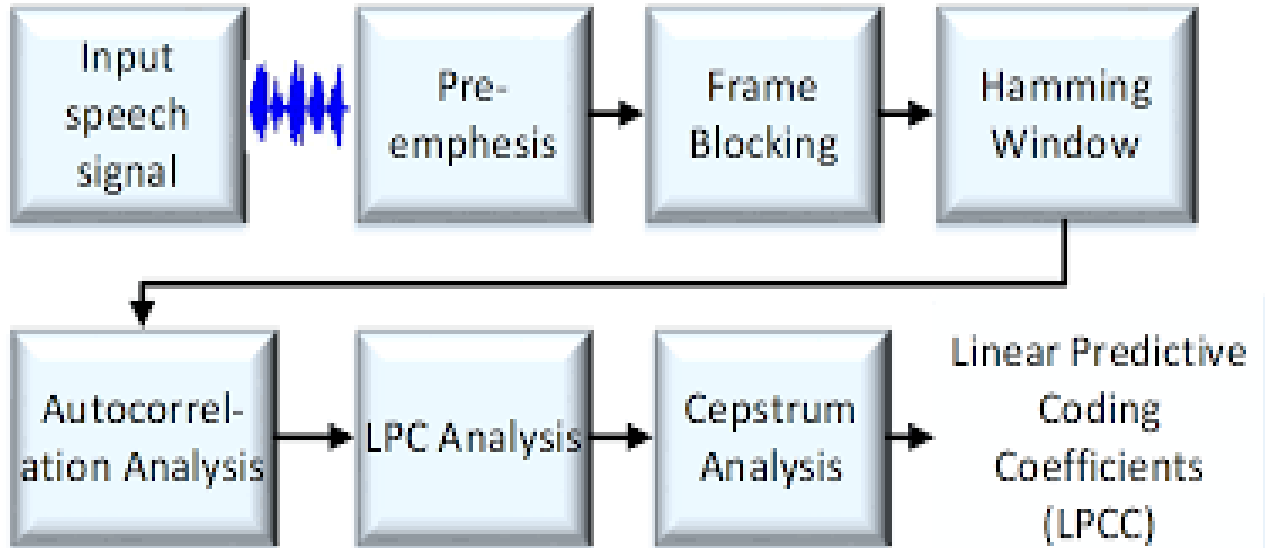 Input
speech
signal
Pre-
emphesis
Frame
Blocking
Hamming
Window
Autocorrel-
ation Analysis
LPC Analysis
Cepstrum
Analysis
Linear Predictive
Coding
Coefficients
(LPCC)